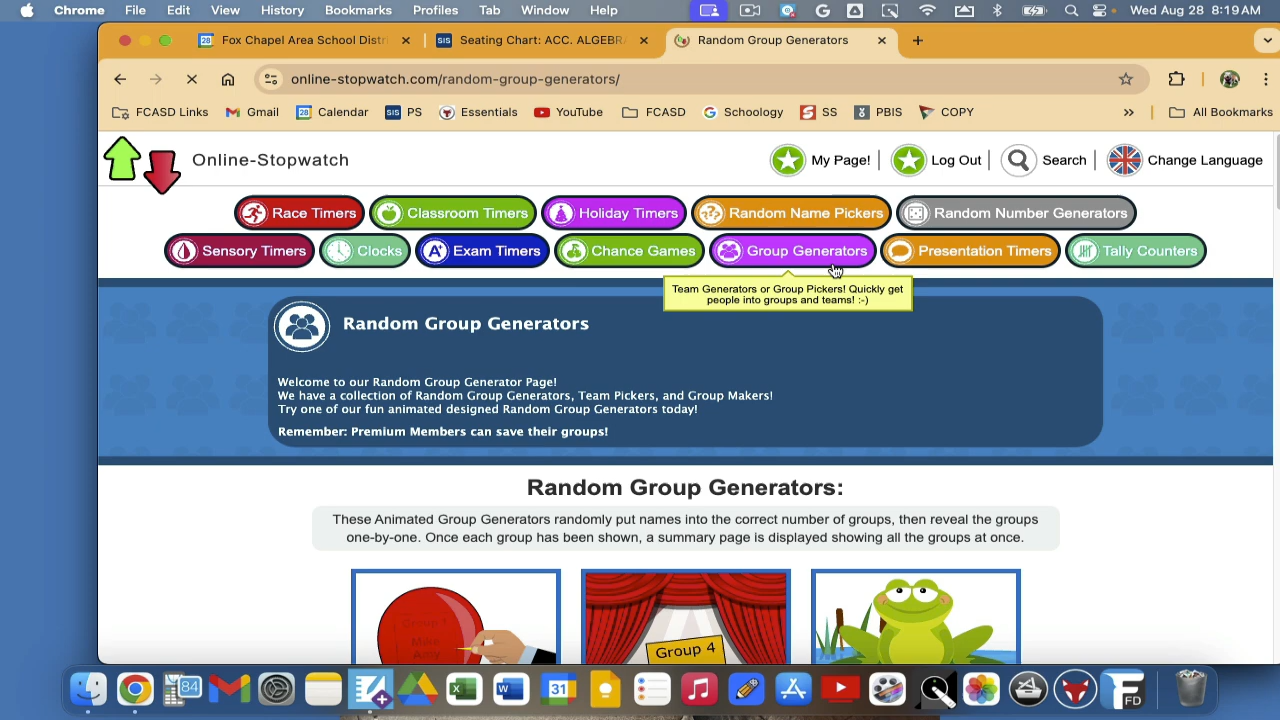 Chrome File Edit View History Bookmarks Profiles Tab Window Help Wed Aug 28 8:19 AM
Fox Chapel Area School Distri SIS Seating Chart: ACC. ALGEBRA Random Group Generators
online-stopwatch.com/random-group-generators/
FCASD Links Gmail Calendar SIS PS Essentials YouTube FCASD Schoology SS PBIS COPY » All Bookmarks
Online-Stopwatch My Page! Log Out Search Change Language
Race Timers Classroom Timers Holiday Timers Random Name Pickers Random Number Generators
Sensory Timers Clocks Exam Timers Chance Games Group Generators Presentation Timers Tally Counters
Team Generators or Group Pickers! Quickly get
people into groups and teams! :-)
Random Group Generators
Welcome to our Random Group Generator Page!
We have a collection of Random Group Generators, Team Pickers, and Group Makers!
Try one of our fun animated designed Random Group Generators today!
Remember: Premium Members can save their groups!
Random Group Generators:
These Animated Group Generators randomly put names into the correct number of groups, then reveal the groups
one-by-one. Once each group has been shown, a summary page is displayed showing all the groups at once.
Group 4
84 31 FD